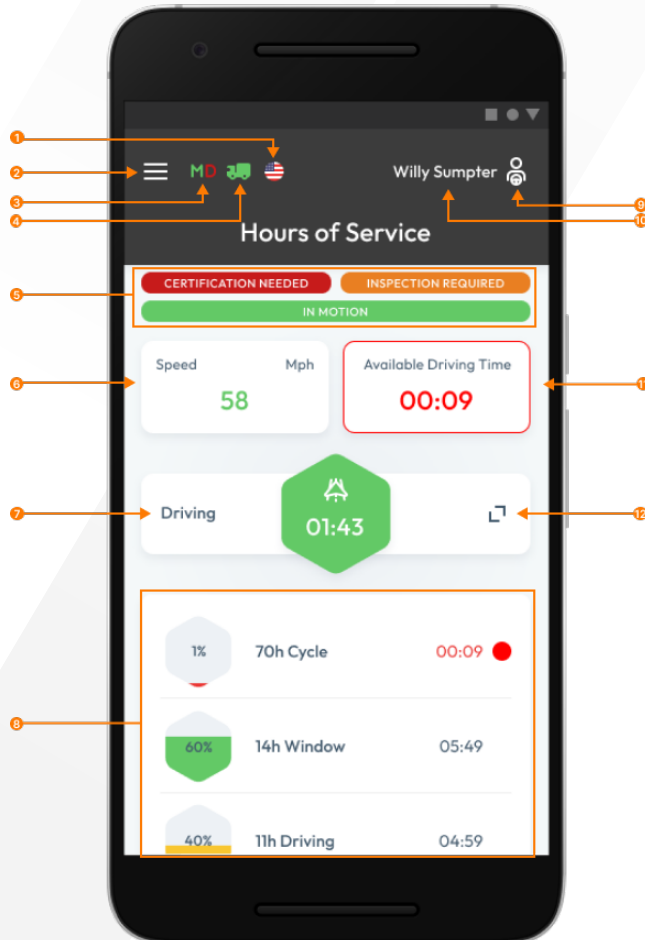 1
2
MD
3
4
Willy Sumpter
9
10
Hours of Service
5
CERTIFICATION NEEDED
INSPECTION REQUIRED
IN MOTION
6
Speed Mph
58
Available Driving Time
00:09
11
7
Driving
01:43
12
8
1% 70h Cycle 00:09
60% 14h Window 05:49
40% 11h Driving 04:59